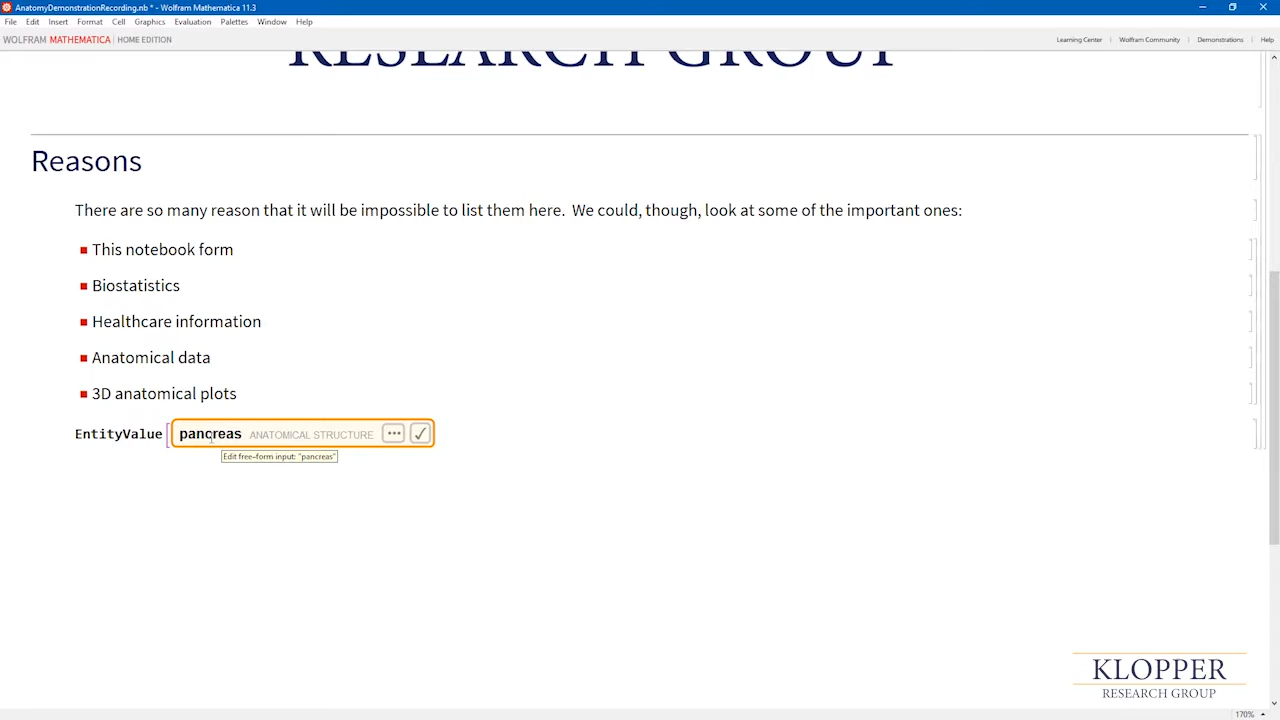 AnatomyDemonstrationRecording.nb * - Wolfram Mathematica 11.3
File Edit Insert Format Cell Graphics Evaluation Palettes Window Help
WOLFRAM MATHEMATICA | HOME EDITION
Learning Center | Wolfram Community | Demonstrations | Help
RESEARCH GROUP
Reasons
There are so many reason that it will be impossible to list them here. We could, though, look at some of the important ones:
This notebook form
Biostatistics
Healthcare information
Anatomical data
3D anatomical plots
EntityValue[ pancreas ANATOMICAL STRUCTURE
Edit free-form input: "pancreas"
KLOPPER
RESEARCH GROUP
170%